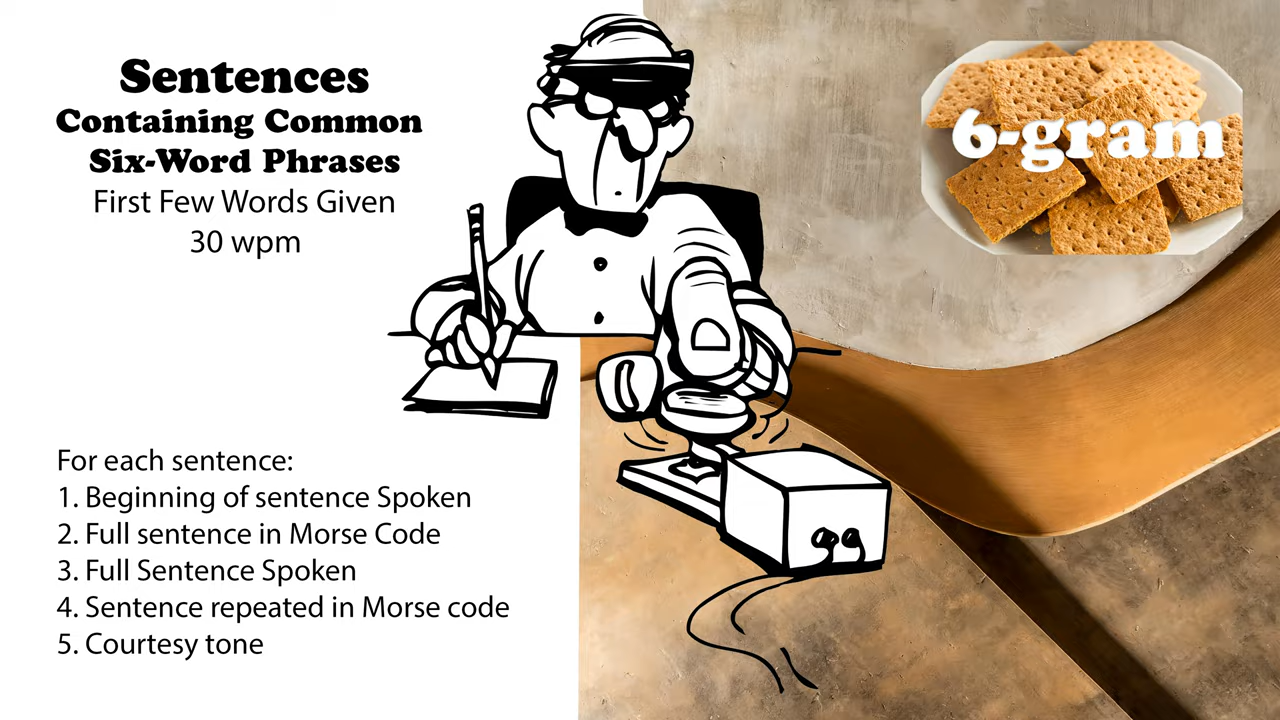 Sentences
Containing Common
Six-Word Phrases
First Few Words Given
30 wpm
6-gram
For each sentence:
1. Beginning of sentence Spoken
2. Full sentence in Morse Code
3. Full Sentence Spoken
4. Sentence repeated in Morse code
5. Courtesy tone